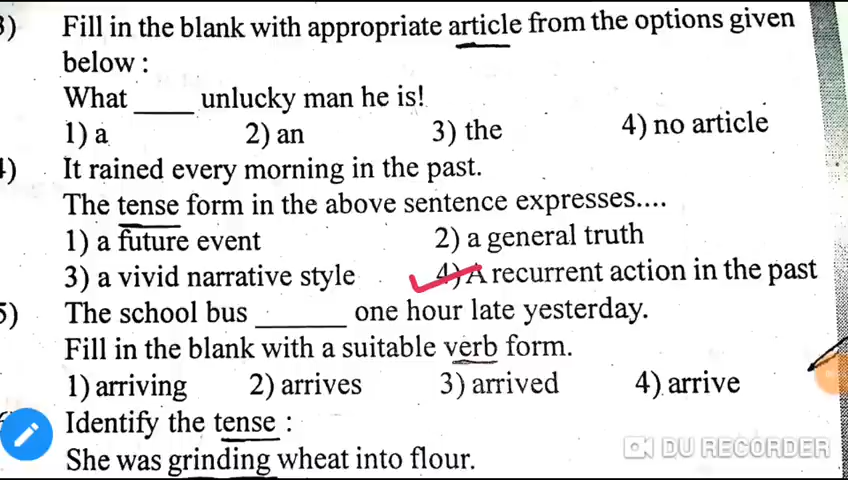 3) Fill in the blank with appropriate article from the options given
below :
What ____ unlucky man he is!
1) a 2) an 3) the 4) no article
4) It rained every morning in the past.
The tense form in the above sentence expresses....
1) a future event 2) a general truth
3) a vivid narrative style 4) A recurrent action in the past
5) The school bus ______ one hour late yesterday.
Fill in the blank with a suitable verb form.
1) arriving 2) arrives 3) arrived 4) arrive
Identify the tense :
She was grinding wheat into flour.
DU RECORDER